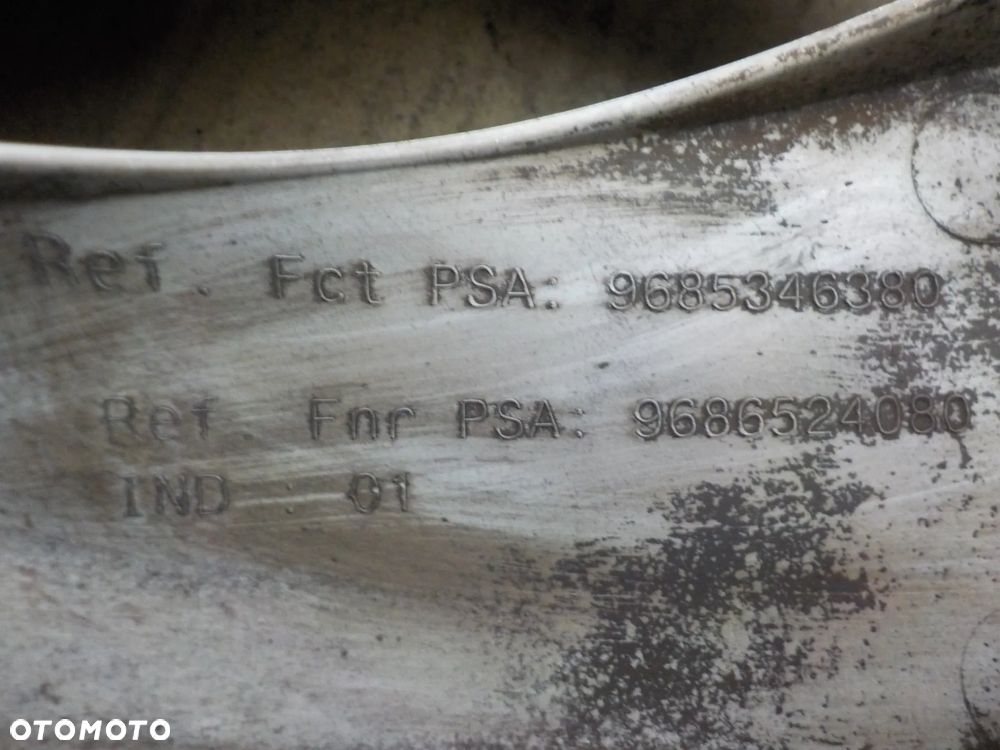 Ref. Fct PSA: 9685346380
Ref. Fnr PSA: 9686524080
IND : 01
OTOMOTO